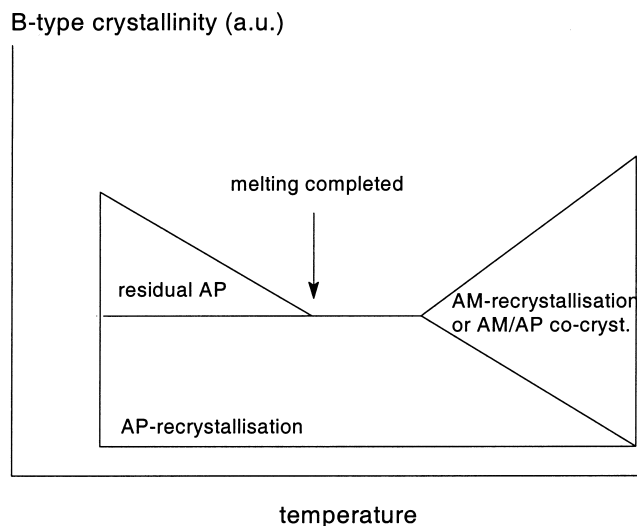 B-type crystallinity (a.u.)
melting completed
residual AP
AM-recrystallisation
or AM/AP co-cryst.
AP-recrystallisation
temperature